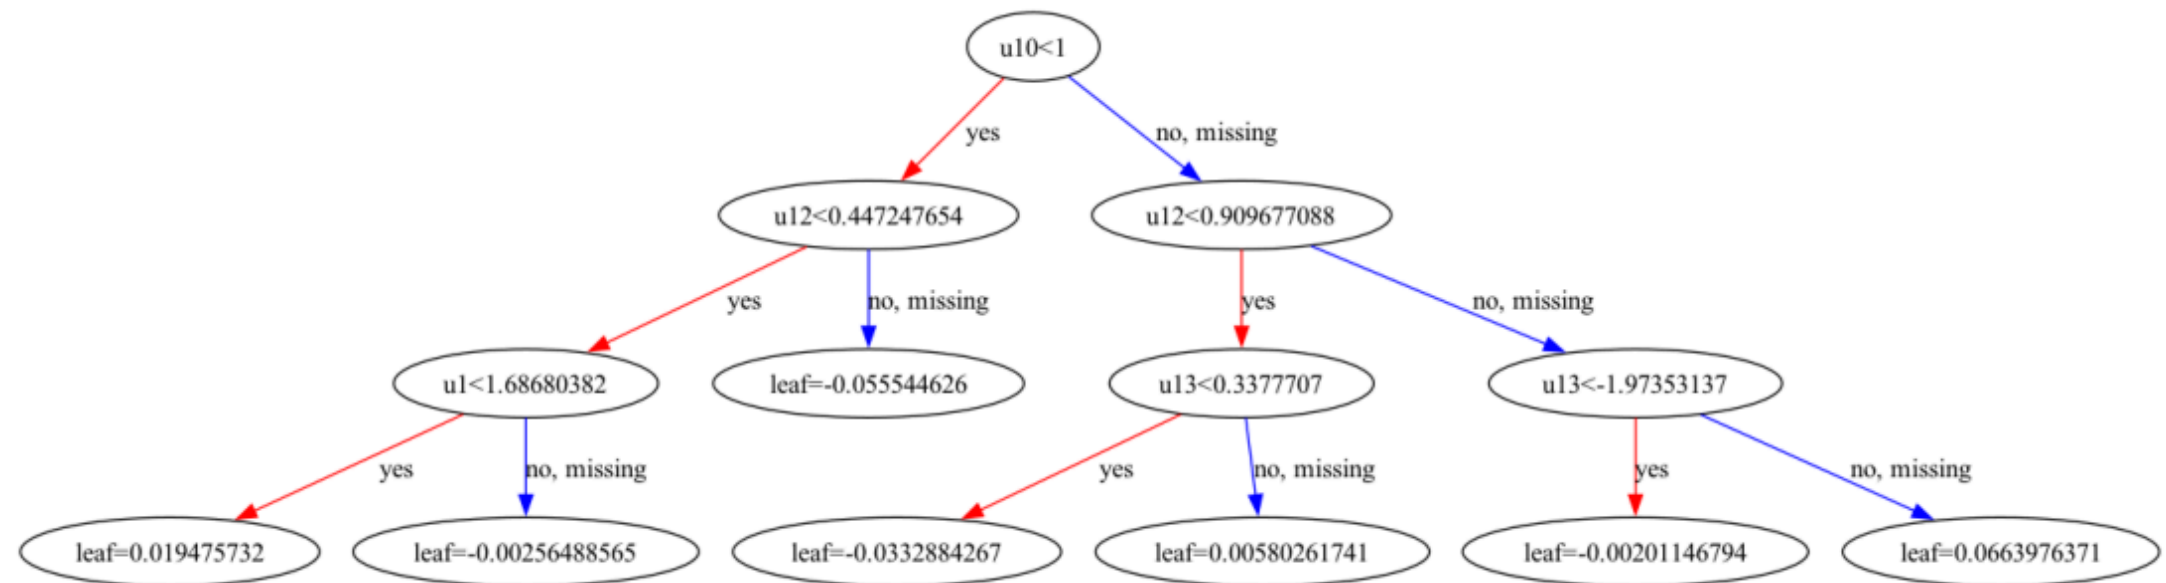 u10<1
yes
no, missing
u12<0.447247654
u12<0.909677088
yes
no, missing
yes
no, missing
u1<1.68680382
leaf=-0.055544626
u13<0.3377707
u13<-1.97353137
yes
no, missing
yes
no, missing
yes
no, missing
leaf=0.019475732
leaf=-0.00256488565
leaf=-0.0332884267
leaf=0.00580261741
leaf=-0.00201146794
leaf=0.0663976371